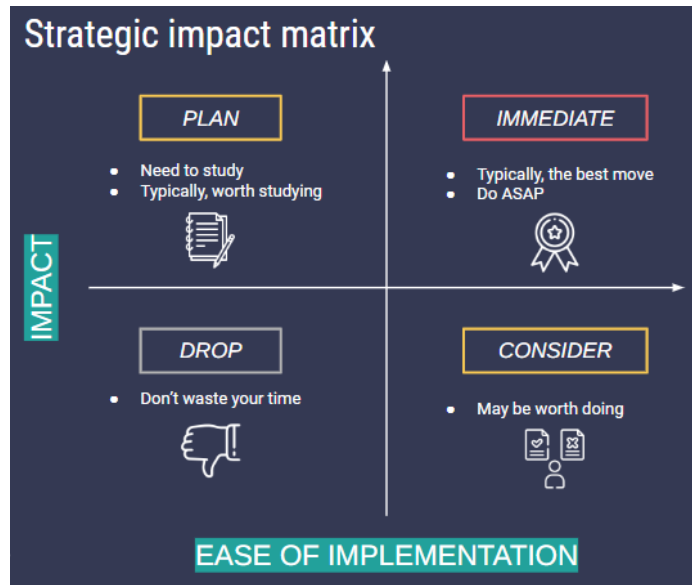 Strategic impact matrix
PLAN
• Need to study
• Typically, worth studying
IMMEDIATE
• Typically, the best move
• Do ASAP
IMPACT
DROP
• Don’t waste your time
CONSIDER
• May be worth doing
EASE OF IMPLEMENTATION